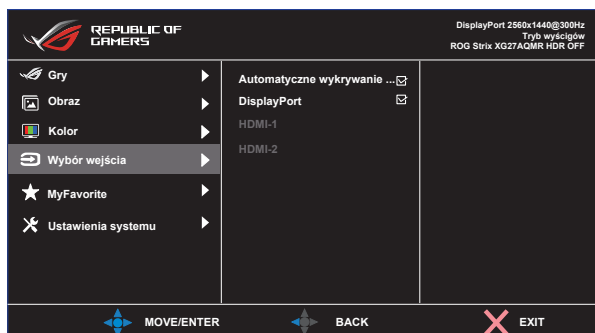 REPUBLIC OF
GAMERS
DisplayPort 2560x1440@300Hz
Tryb wyścigów
ROG Strix XG27AQMR HDR OFF
Gry
Obraz
Kolor
Wybór wejścia
MyFavorite
Ustawienia systemu
Automatyczne wykrywanie ...
DisplayPort
HDMI-1
HDMI-2
MOVE/ENTER
BACK
EXIT